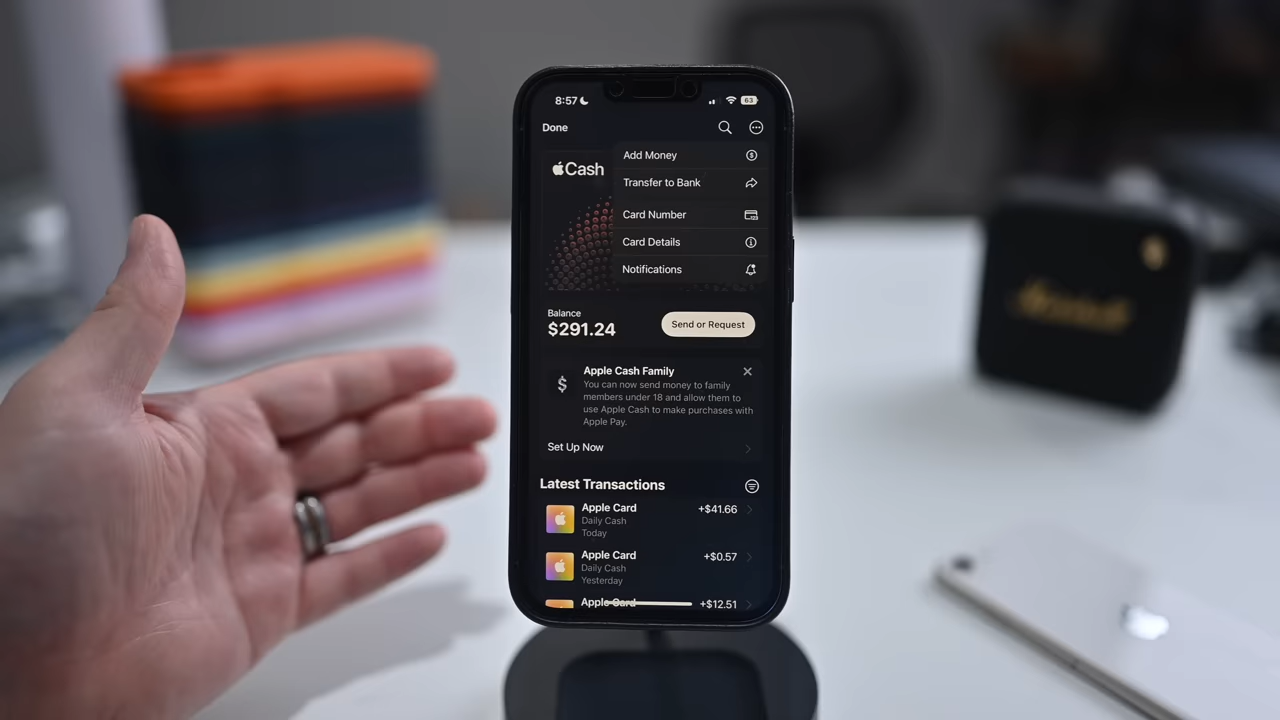 8:57
63
Done
Add Money
Cash
Transfer to Bank
Card Number
Card Details
Notifications
Balance
$291.24
Send or Request
Apple Cash Family
You can now send money to family
members under 18 and allow them to
use Apple Cash to make purchases with
Apple Pay.
Set Up Now
Latest Transactions
Apple Card
+$41.66
Daily Cash
Today
Apple Card
+$0.57
Daily Cash
Yesterday
Apple Card
+$12.51